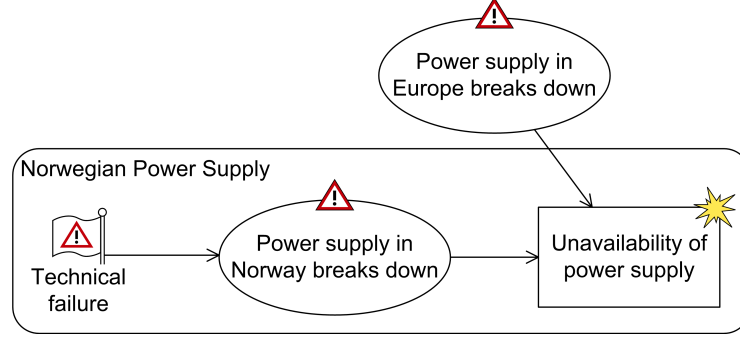 Power supply in
Europe breaks down
Norwegian Power Supply
Technical
failure
Power supply in
Norway breaks down
Unavailability of
power supply